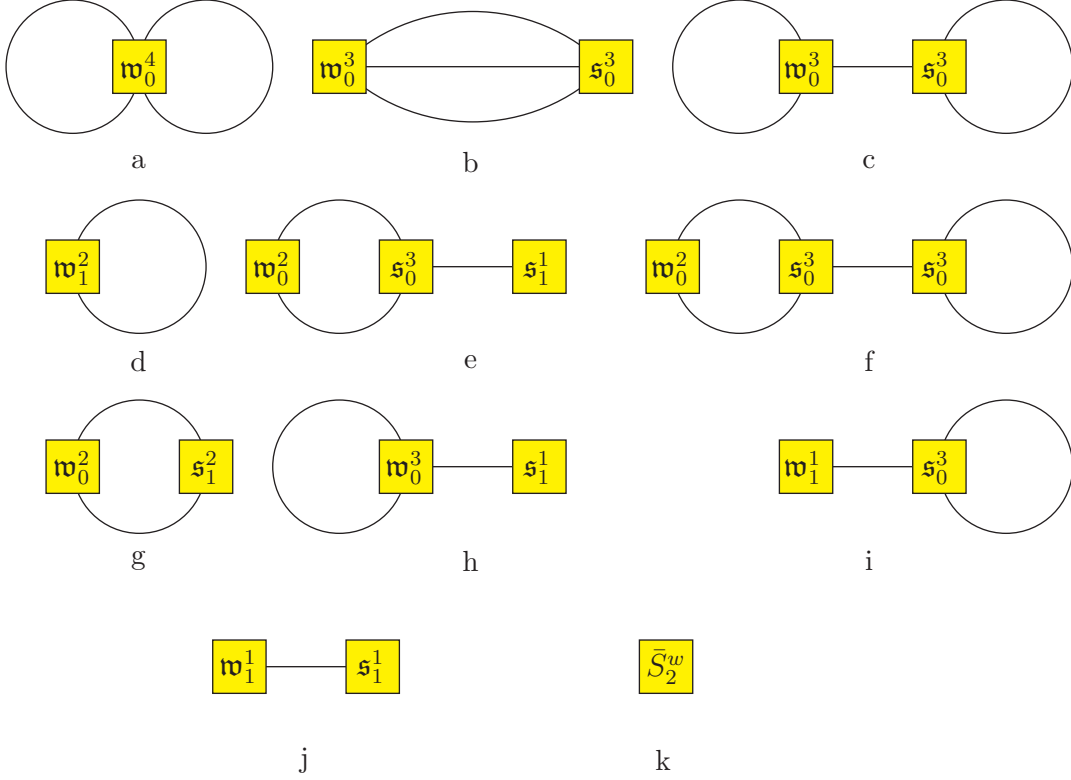 𝔴₀⁴ 𝔴₀³ 𝔰₀³ 𝔴₀³ 𝔰₀³
a b c
𝔴₁² 𝔴₀² 𝔰₀³ 𝔰₁¹ 𝔴₀² 𝔰₀³ 𝔰₀³
d e f
𝔴₀² 𝔰₁² 𝔴₀³ 𝔰₁¹ 𝔴₁¹ 𝔰₀³
g h i
𝔴₁¹ 𝔰₁¹ S̄₂ʷ
j k